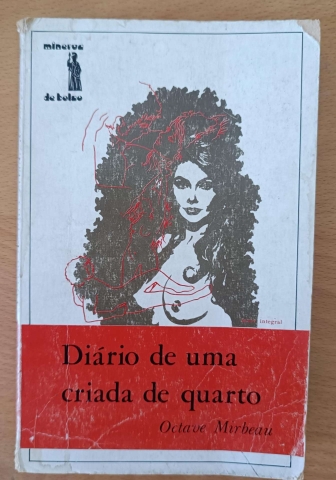 minerva
de bolso
integral
Diário de uma
criada de quarto
Octave Mirbeau